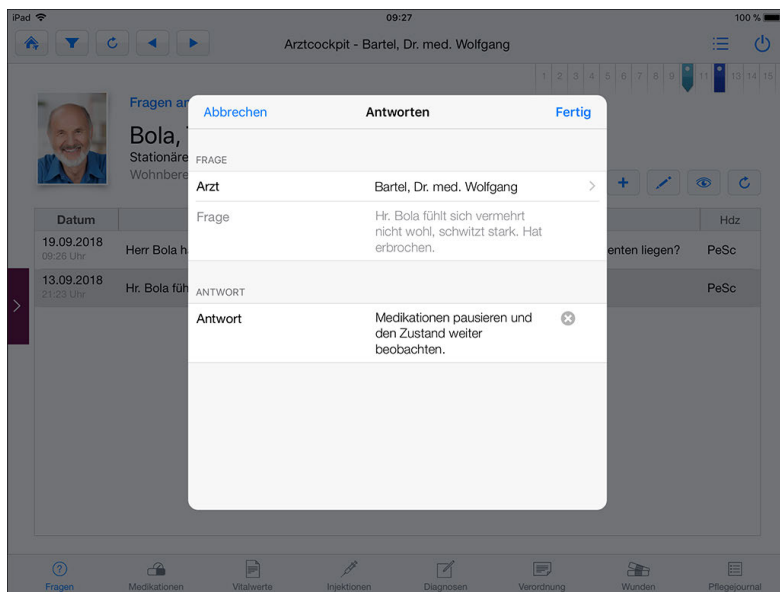 iPad 09:27 100 %
Arztcockpit - Bartel, Dr. med. Wolfgang
1 2 3 4 5 6 7 8 9 11 13 14 15
Fragen an
Bola,
Stationäre
Wohnbere
Abbrechen Antworten Fertig
FRAGE
Arzt Bartel, Dr. med. Wolfgang
Frage Hr. Bola fühlt sich vermehrt
nicht wohl, schwitzt stark. Hat
erbrochen.
ANTWORT
Antwort Medikationen pausieren und
den Zustand weiter
beobachten.
Datum Hdz
19.09.2018
09:26 Uhr
Herr Bola h enten liegen? PeSc
13.09.2018
21:23 Uhr
Hr. Bola füh PeSc
Fragen Medikationen Vitalwerte Injektionen Diagnosen Verordnung Wunden Pflegejournal